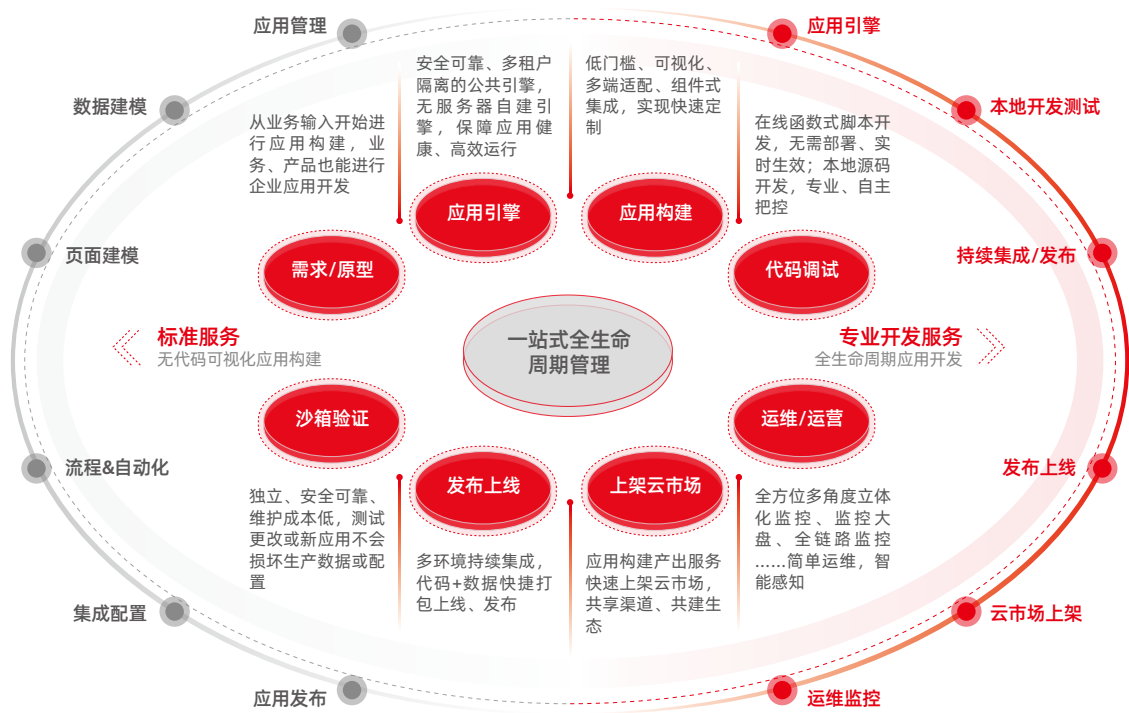 应用管理
应用引擎
数据建模
本地开发测试
页面建模
持续集成/发布
流程&自动化
发布上线
集成配置
云市场上架
应用发布
运维监控
从业务输入开始进
行应用构建，业
务、产品也能进行
企业应用开发
安全可靠、多租户
隔离的公共引擎，
无服务器自建引
擎，保障应用健
康、高效运行
低门槛、可视化、
多端适配、组件式
集成，实现快速定
制
在线函数式脚本开
发，无需部署、实
时生效；本地源码
开发，专业、自主
把控
需求/原型
应用引擎
应用构建
代码调试
标准服务
无代码可视化应用构建
一站式全生命
周期管理
专业开发服务
全生命周期应用开发
沙箱验证
发布上线
上架云市场
运维/运营
独立、安全可靠、
维护成本低，测试
更改或新应用不会
损坏生产数据或配
置
多环境持续集成，
代码+数据快捷打
包上线、发布
应用构建产出服务
快速上架云市场，
共享渠道、共建生
态
全方位多角度立体
化监控、监控大
盘、全链路监控
......简单运维，智
能感知